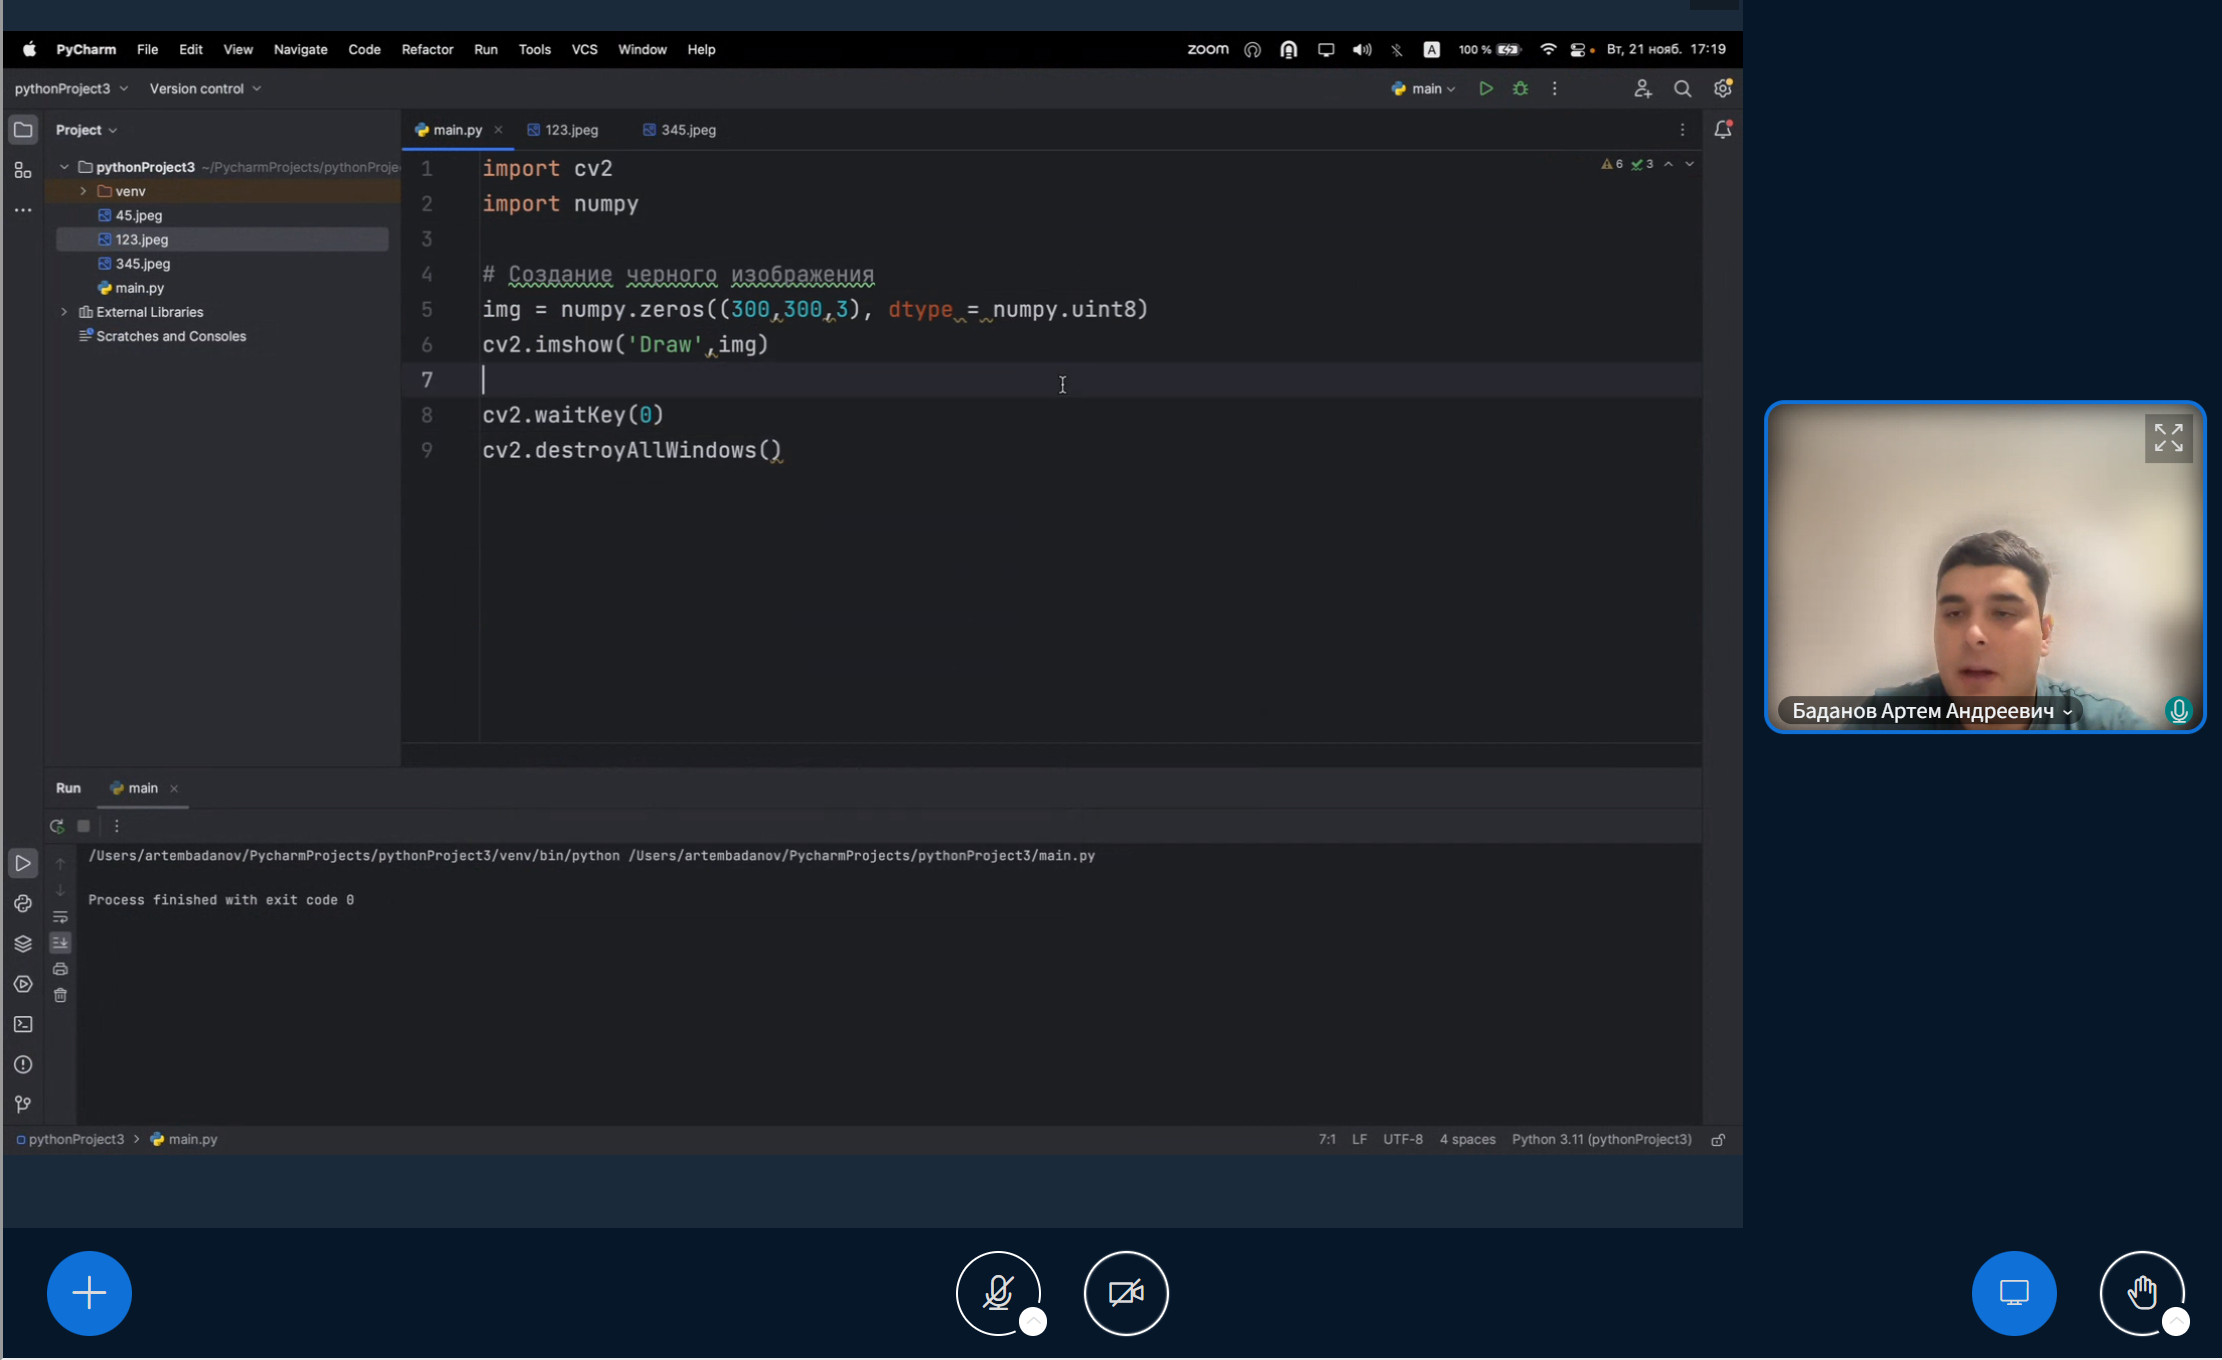 PyCharm File Edit View Navigate Code Refactor Run Tools VCS Window Help zoom A 100 % Вт, 21 нояб. 17:19
pythonProject3 Version control main
Project
main.py 123.jpeg 345.jpeg
pythonProject3 ~/PycharmProjects/pythonProje
venv
45.jpeg
123.jpeg
345.jpeg
main.py
External Libraries
Scratches and Consoles
6 3
1 import cv2
2 import numpy
3
4 # Создание черного изображения
5 img = numpy.zeros((300,300,3), dtype = numpy.uint8)
6 cv2.imshow('Draw',img)
7
8 cv2.waitKey(0)
9 cv2.destroyAllWindows()
Баданов Артем Андреевич
Run main
/Users/artembadanov/PycharmProjects/pythonProject3/venv/bin/python /Users/artembadanov/PycharmProjects/pythonProject3/main.py
Process finished with exit code 0
pythonProject3 > main.py 7:1 LF UTF-8 4 spaces Python 3.11 (pythonProject3)